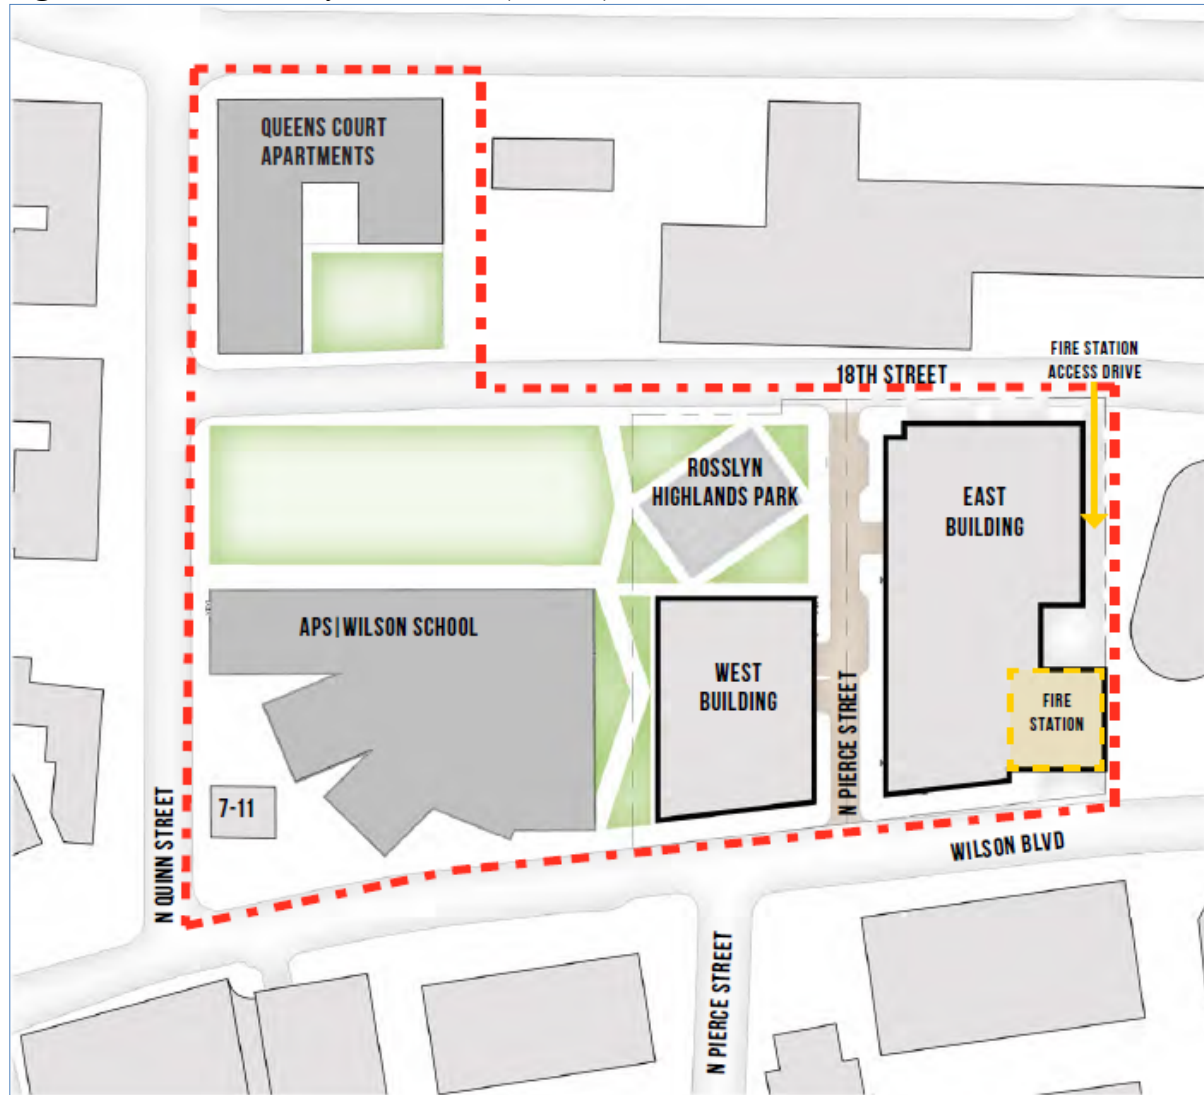 QUEENS COURT
APARTMENTS
FIRE STATION
ACCESS DRIVE
18TH STREET
ROSSLYN
HIGHLANDS PARK
EAST
BUILDING
APS|WILSON SCHOOL
WEST
BUILDING
FIRE
STATION
N PIERCE STREET
7-11
N QUINN STREET
WILSON BLVD
N PIERCE STREET